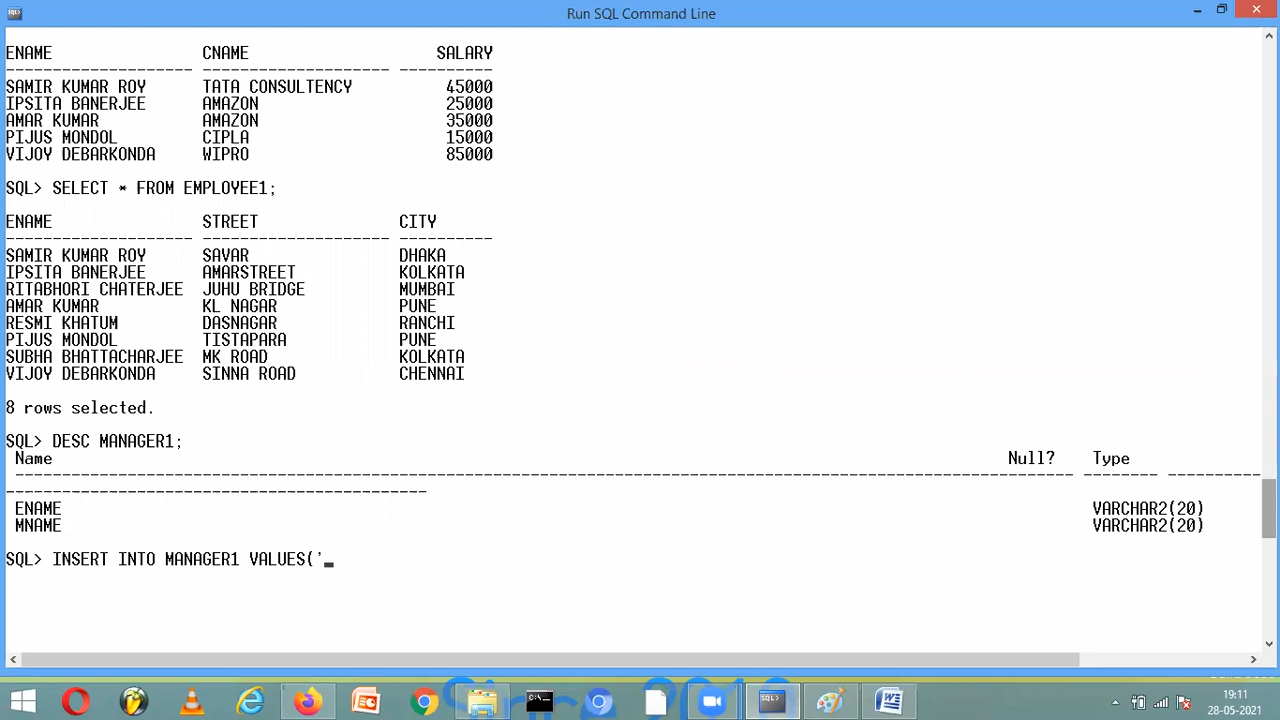 Run SQL Command Line
ENAME CNAME SALARY
-------------------- -------------------- ----------
SAMIR KUMAR ROY TATA CONSULTENCY 45000
IPSITA BANERJEE AMAZON 25000
AMAR KUMAR AMAZON 35000
PIJUS MONDOL CIPLA 15000
VIJOY DEBARKONDA WIPRO 85000
SQL> SELECT * FROM EMPLOYEE1;
ENAME STREET CITY
-------------------- -------------------- ----------
SAMIR KUMAR ROY SAVAR DHAKA
IPSITA BANERJEE AMARSTREET KOLKATA
RITABHORI CHATERJEE JUHU BRIDGE MUMBAI
AMAR KUMAR KL NAGAR PUNE
RESMI KHATUM DASNAGAR RANCHI
PIJUS MONDOL TISTAPARA PUNE
SUBHA BHATTACHARJEE MK ROAD KOLKATA
VIJOY DEBARKONDA SINNA ROAD CHENNAI
8 rows selected.
SQL> DESC MANAGER1;
Name Null? Type
ENAME VARCHAR2(20)
MNAME VARCHAR2(20)
SQL> INSERT INTO MANAGER1 VALUES('_
19:11
28-05-2021